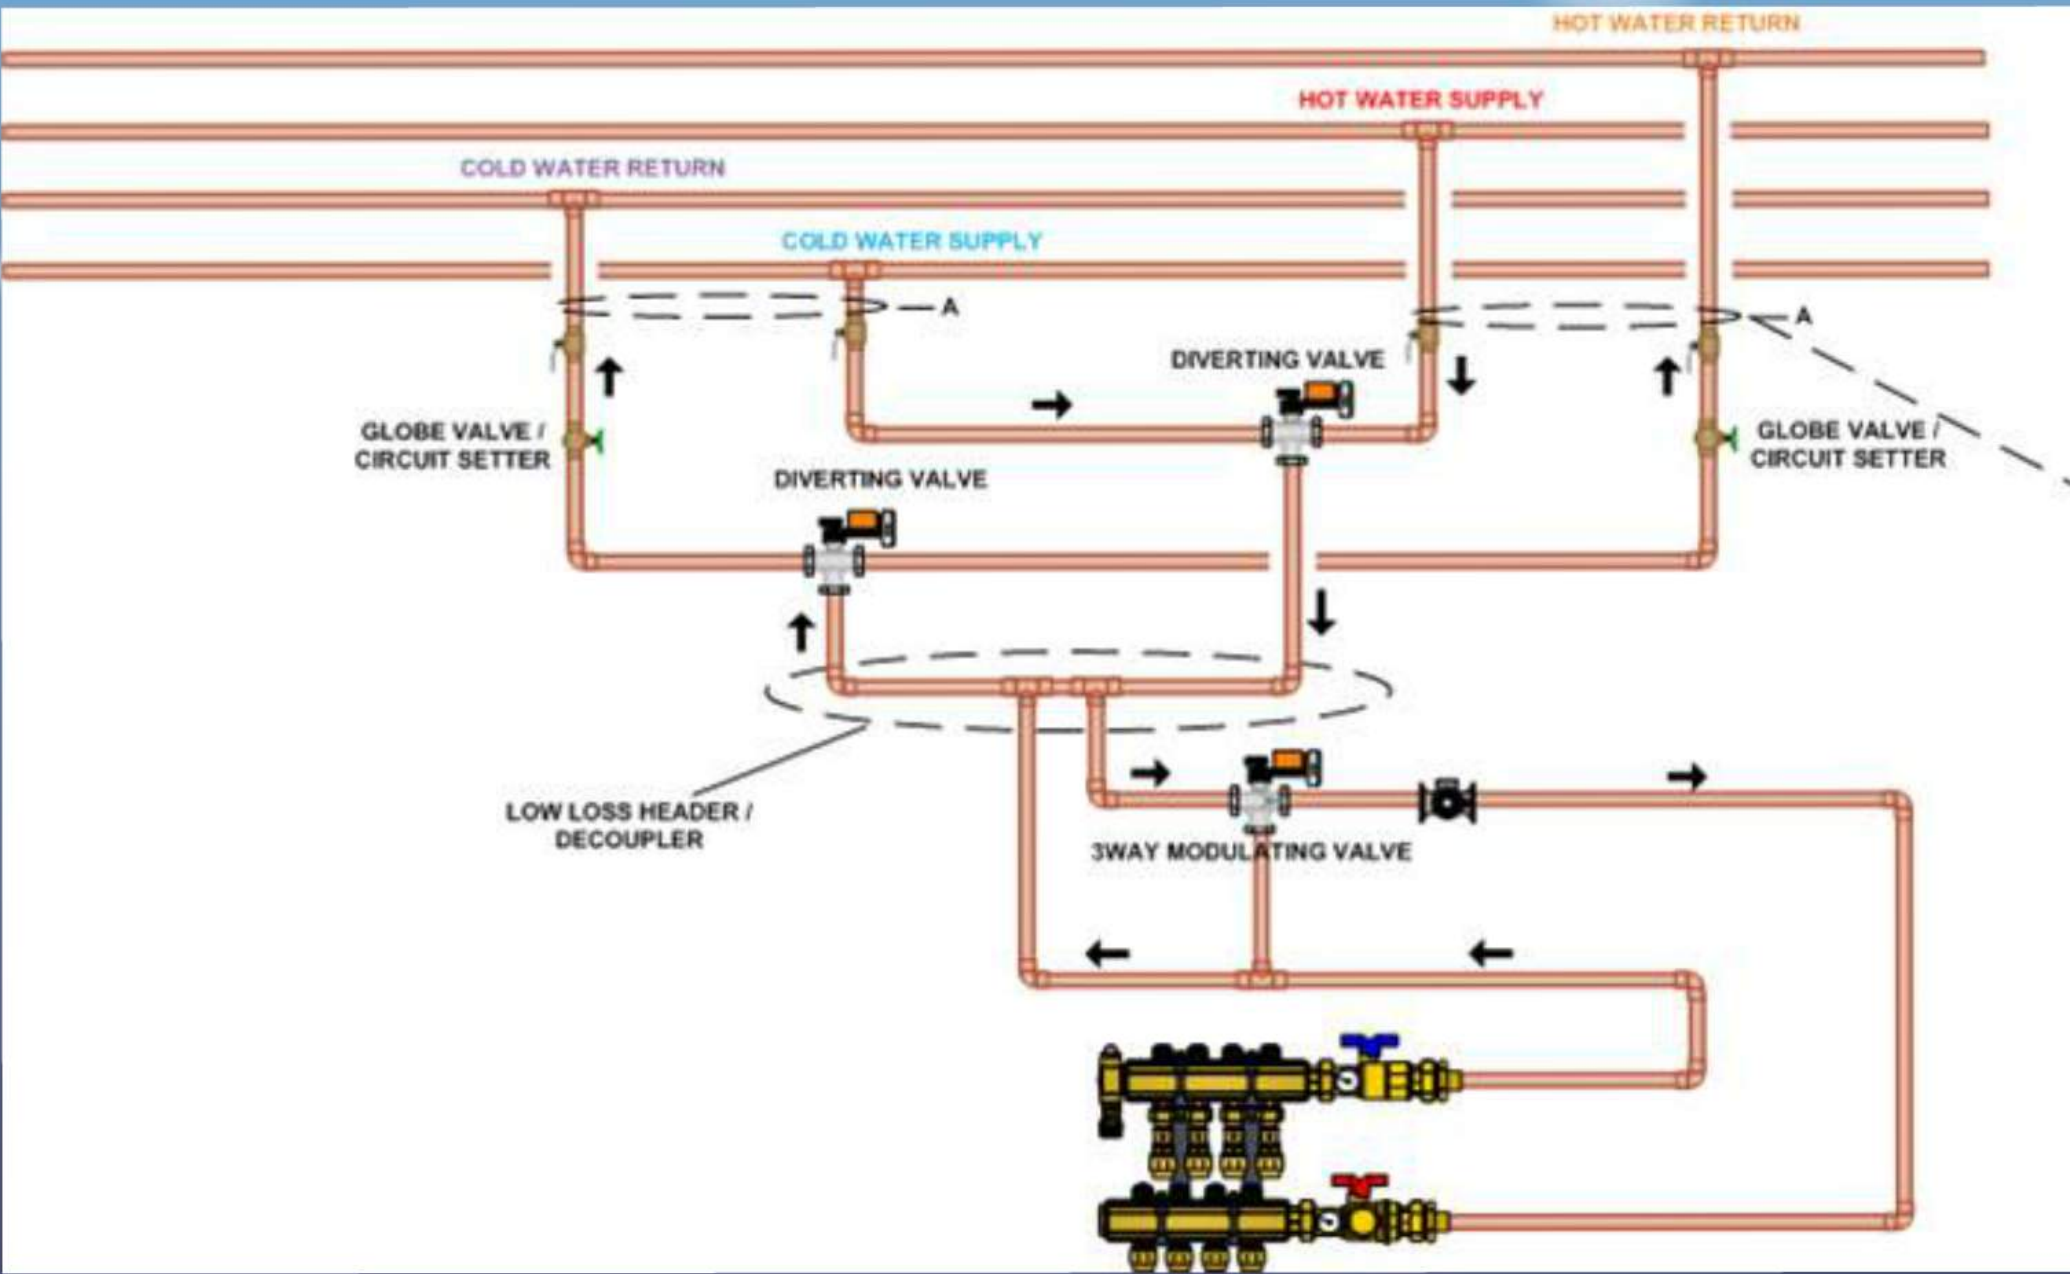 HOT WATER RETURN
HOT WATER SUPPLY
COLD WATER RETURN
COLD WATER SUPPLY
A
A
DIVERTING VALVE
GLOBE VALVE /
CIRCUIT SETTER
GLOBE VALVE /
CIRCUIT SETTER
DIVERTING VALVE
LOW LOSS HEADER /
DECOUPLER
3WAY MODULATING VALVE